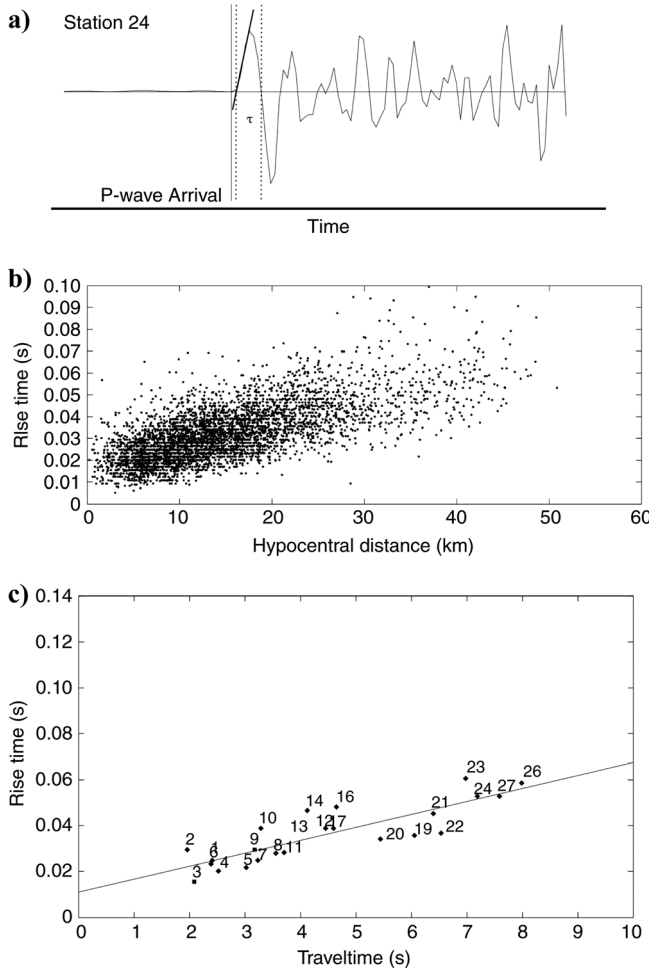 a)
Station 24
τ
P-wave Arrival
Time
b)
0.10
0.09
0.08
0.07
0.06
0.05
0.04
0.03
0.02
0.01
0
Rise time (s)
0 10 20 30 40 50 60
Hypocentral distance (km)
c)
0.14
0.12
0.10
0.08
0.06
0.04
0.02
0
Rise time (s)
23
26
24 27
14 16
21
10
13 12 17
2 1 9
20 19 22
6 8
5 7 11
3 4
0 1 2 3 4 5 6 7 8 9 10
Traveltime (s)